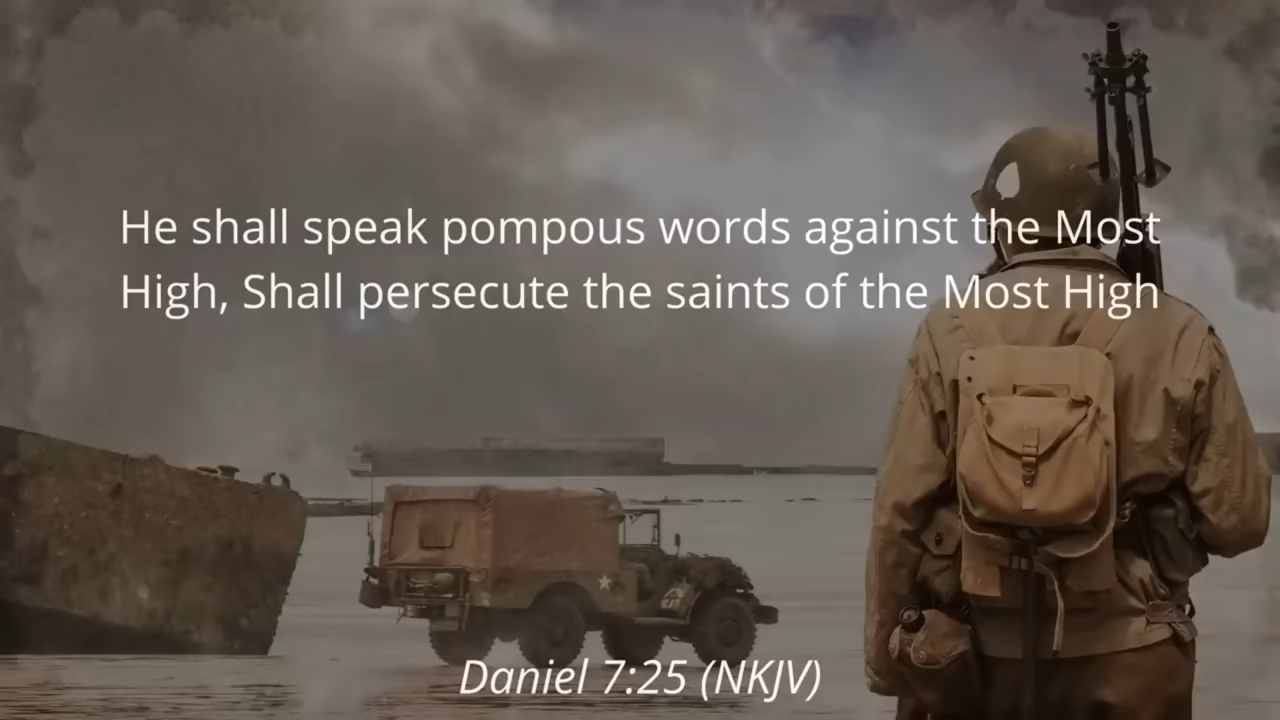 He shall speak pompous words against the Most
High, Shall persecute the saints of the Most High
Daniel 7:25 (NKJV)